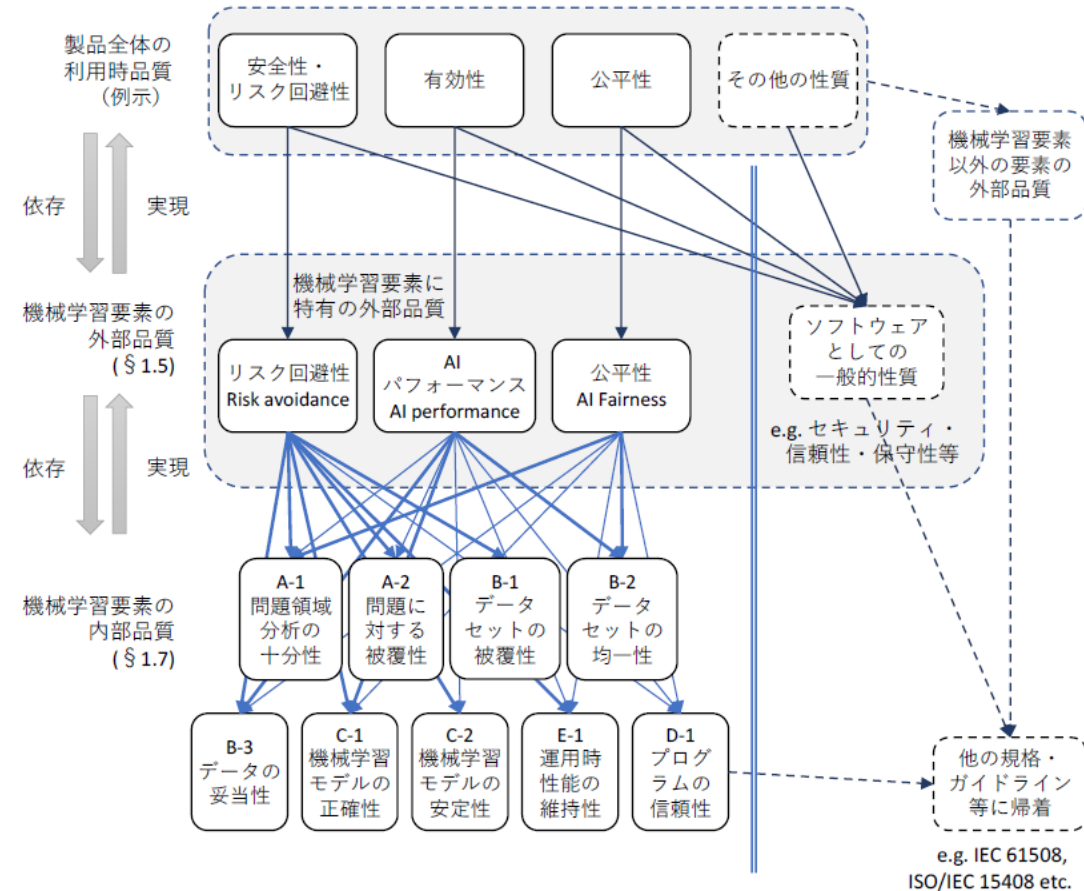 製品全体の
利用時品質
（例示）
安全性・
リスク回避性
有効性
公平性
その他の性質
機械学習要素
以外の要素の
外部品質
依存
実現
機械学習要素の
外部品質
(§1.5)
機械学習要素に
特有の外部品質
リスク回避性
Risk avoidance
AI
パフォーマンス
AI performance
公平性
AI Fairness
ソフトウェア
としての
一般的性質
e.g. セキュリティ・
信頼性・保守性等
依存
実現
機械学習要素の
内部品質
(§1.7)
A-1
問題領域
分析の
十分性
A-2
問題に
対する
被覆性
B-1
データ
セットの
被覆性
B-2
データ
セットの
均一性
B-3
データの
妥当性
C-1
機械学習
モデルの
正確性
C-2
機械学習
モデルの
安定性
E-1
運用時
性能の
維持性
D-1
プログ
ラムの
信頼性
他の規格・
ガイドライン
等に帰着
e.g. IEC 61508,
ISO/IEC 15408 etc.